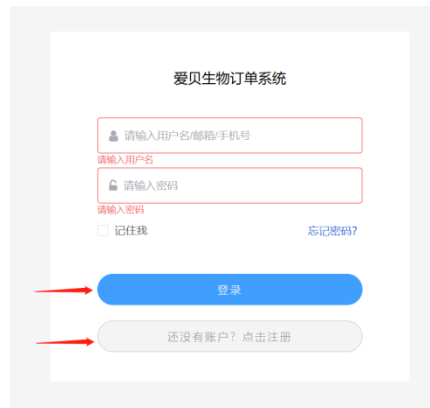 爱贝生物订单系统
请输入用户名/邮箱/手机号
请输入用户名
请输入密码
请输入密码
记住我 忘记密码?
登录
还没有账户? 点击注册